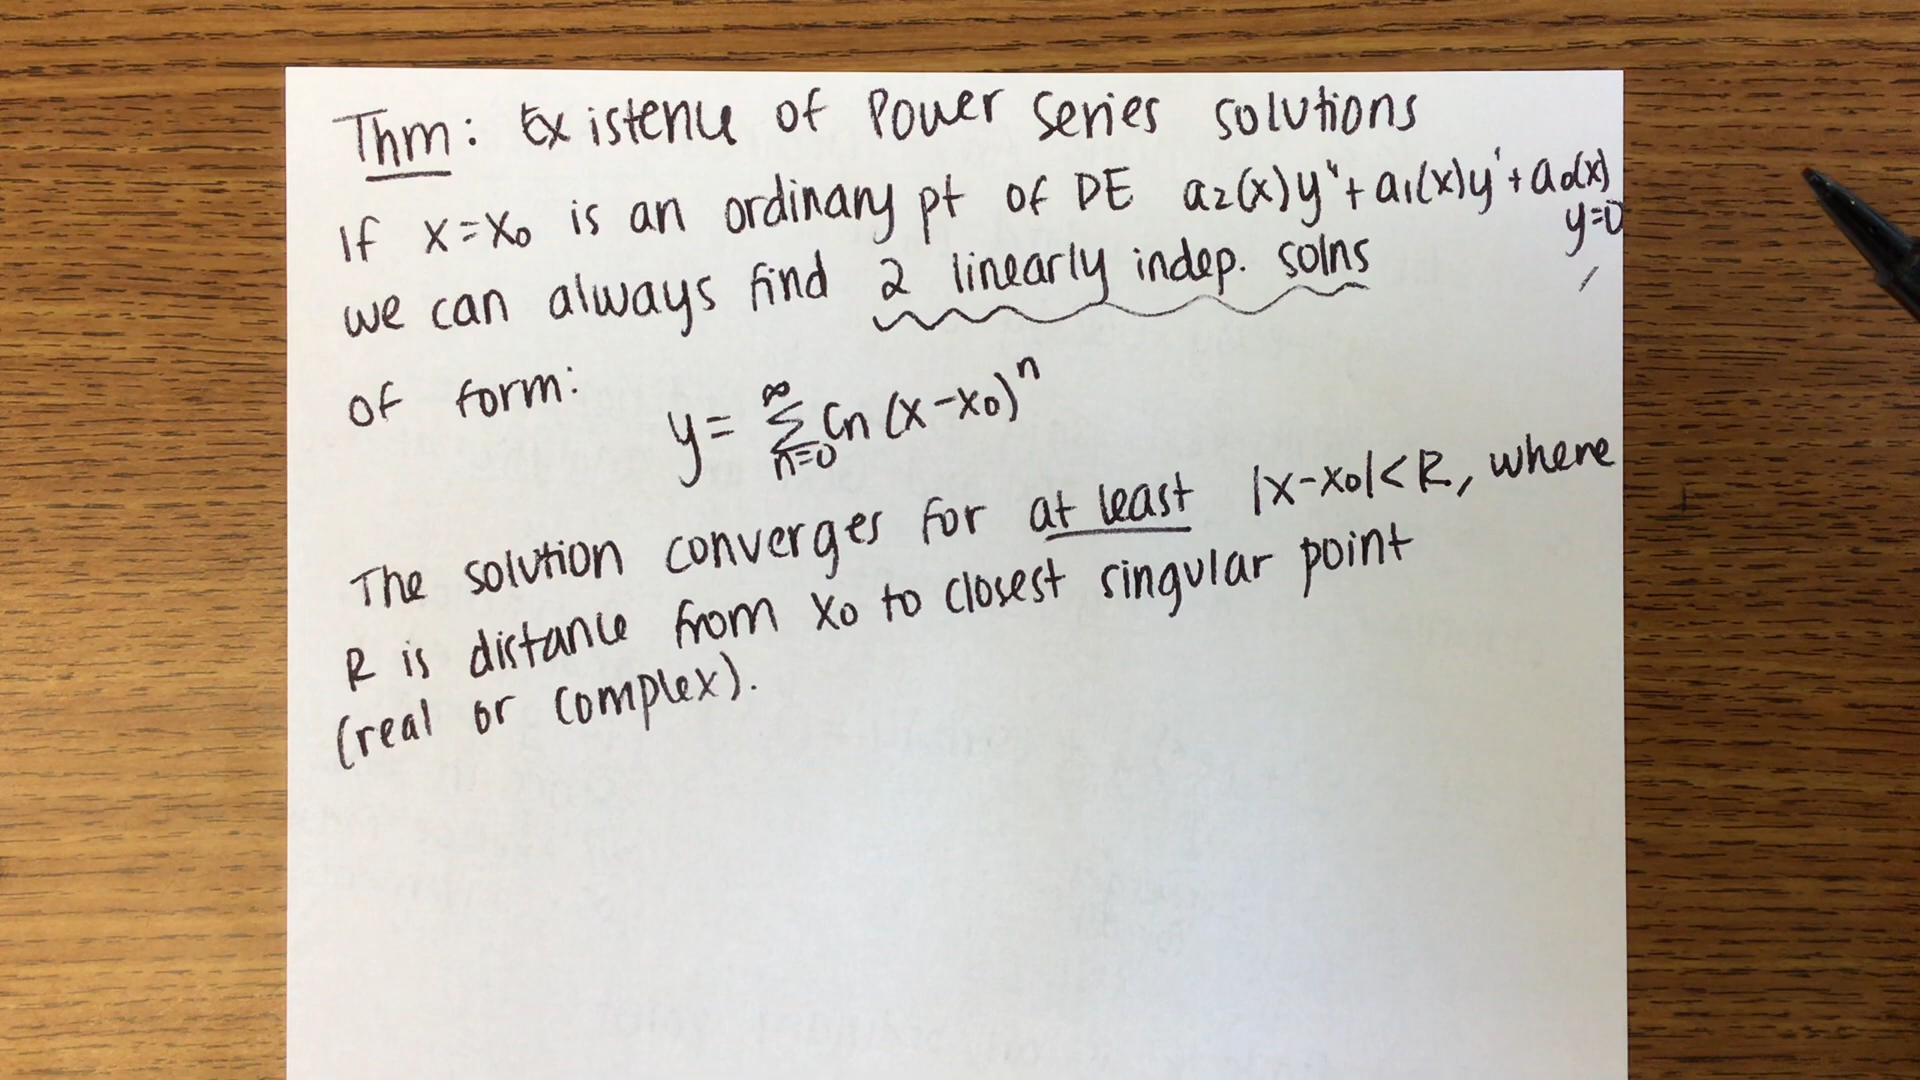 Thm: Existence of Power Series solutions
If x=x₀ is an ordinary pt of DE a₂(x)y"+a₁(x)y'+a₀(x)
y=0
we can always find 2 linearly indep. solns
of form:
y= ∞∑n=0 Cn (x-x₀)ⁿ
The solution converges for at least |x-x₀|<R, where
R is distance from x₀ to closest singular point
(real or complex).